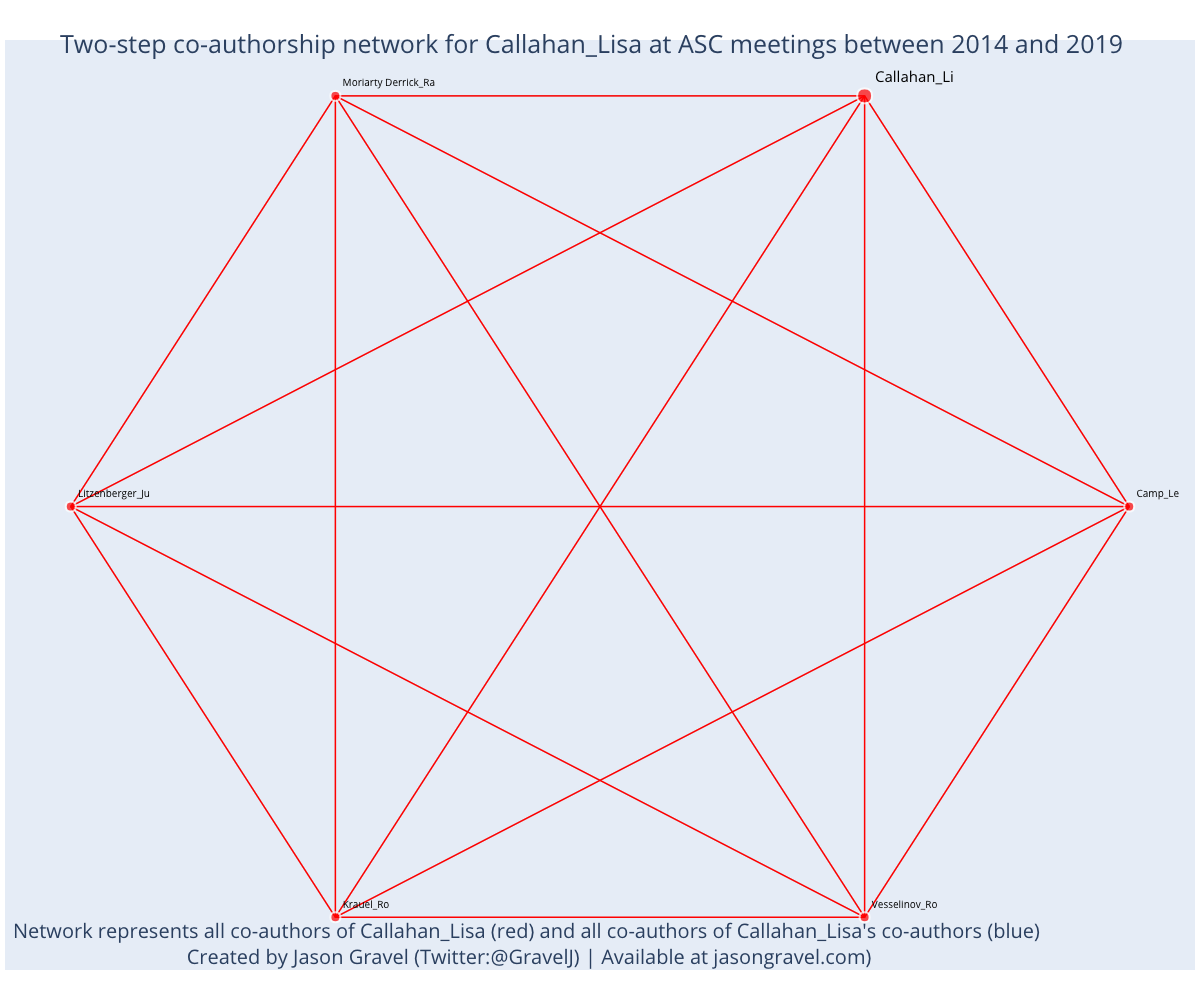 Two-step co-authorship network for Callahan_Lisa at ASC meetings between 2014 and 2019
Callahan_Li
Moriarty Derrick_Ra
Litzenberger_Ju
Camp_Le
Krauel_Ro
Vesselinov_Ro
Network represents all co-authors of Callahan_Lisa (red) and all co-authors of Callahan_Lisa's co-authors (blue)
Created by Jason Gravel (Twitter:@GravelJ) | Available at jasongravel.com)